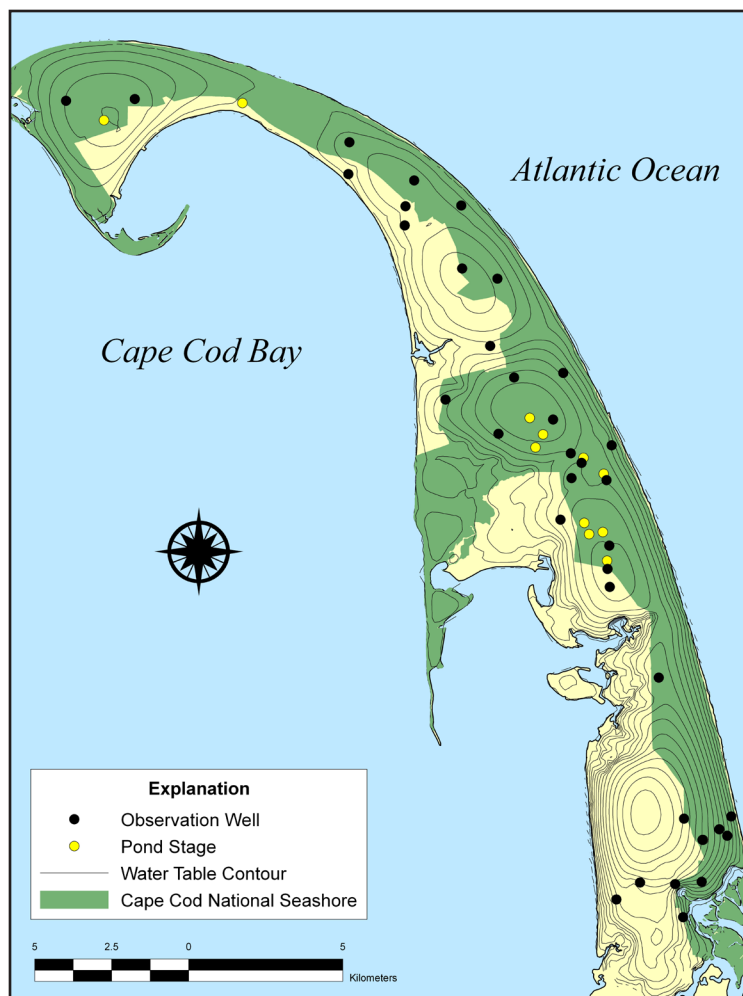 Atlantic Ocean
Cape Cod Bay
Explanation
Observation Well
Pond Stage
Water Table Contour
Cape Cod National Seashore
5 2.5 0 5
Kilometers